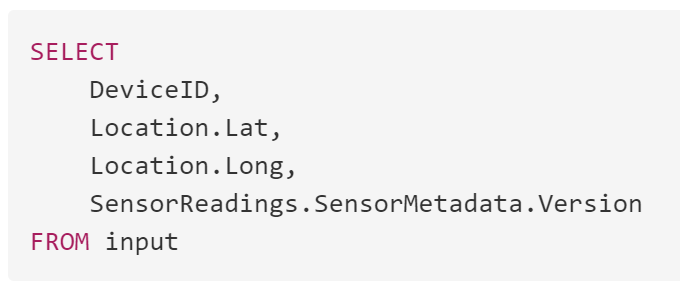 SELECT
    DeviceID,
    Location.Lat,
    Location.Long,
    SensorReadings.SensorMetadata.Version
FROM input